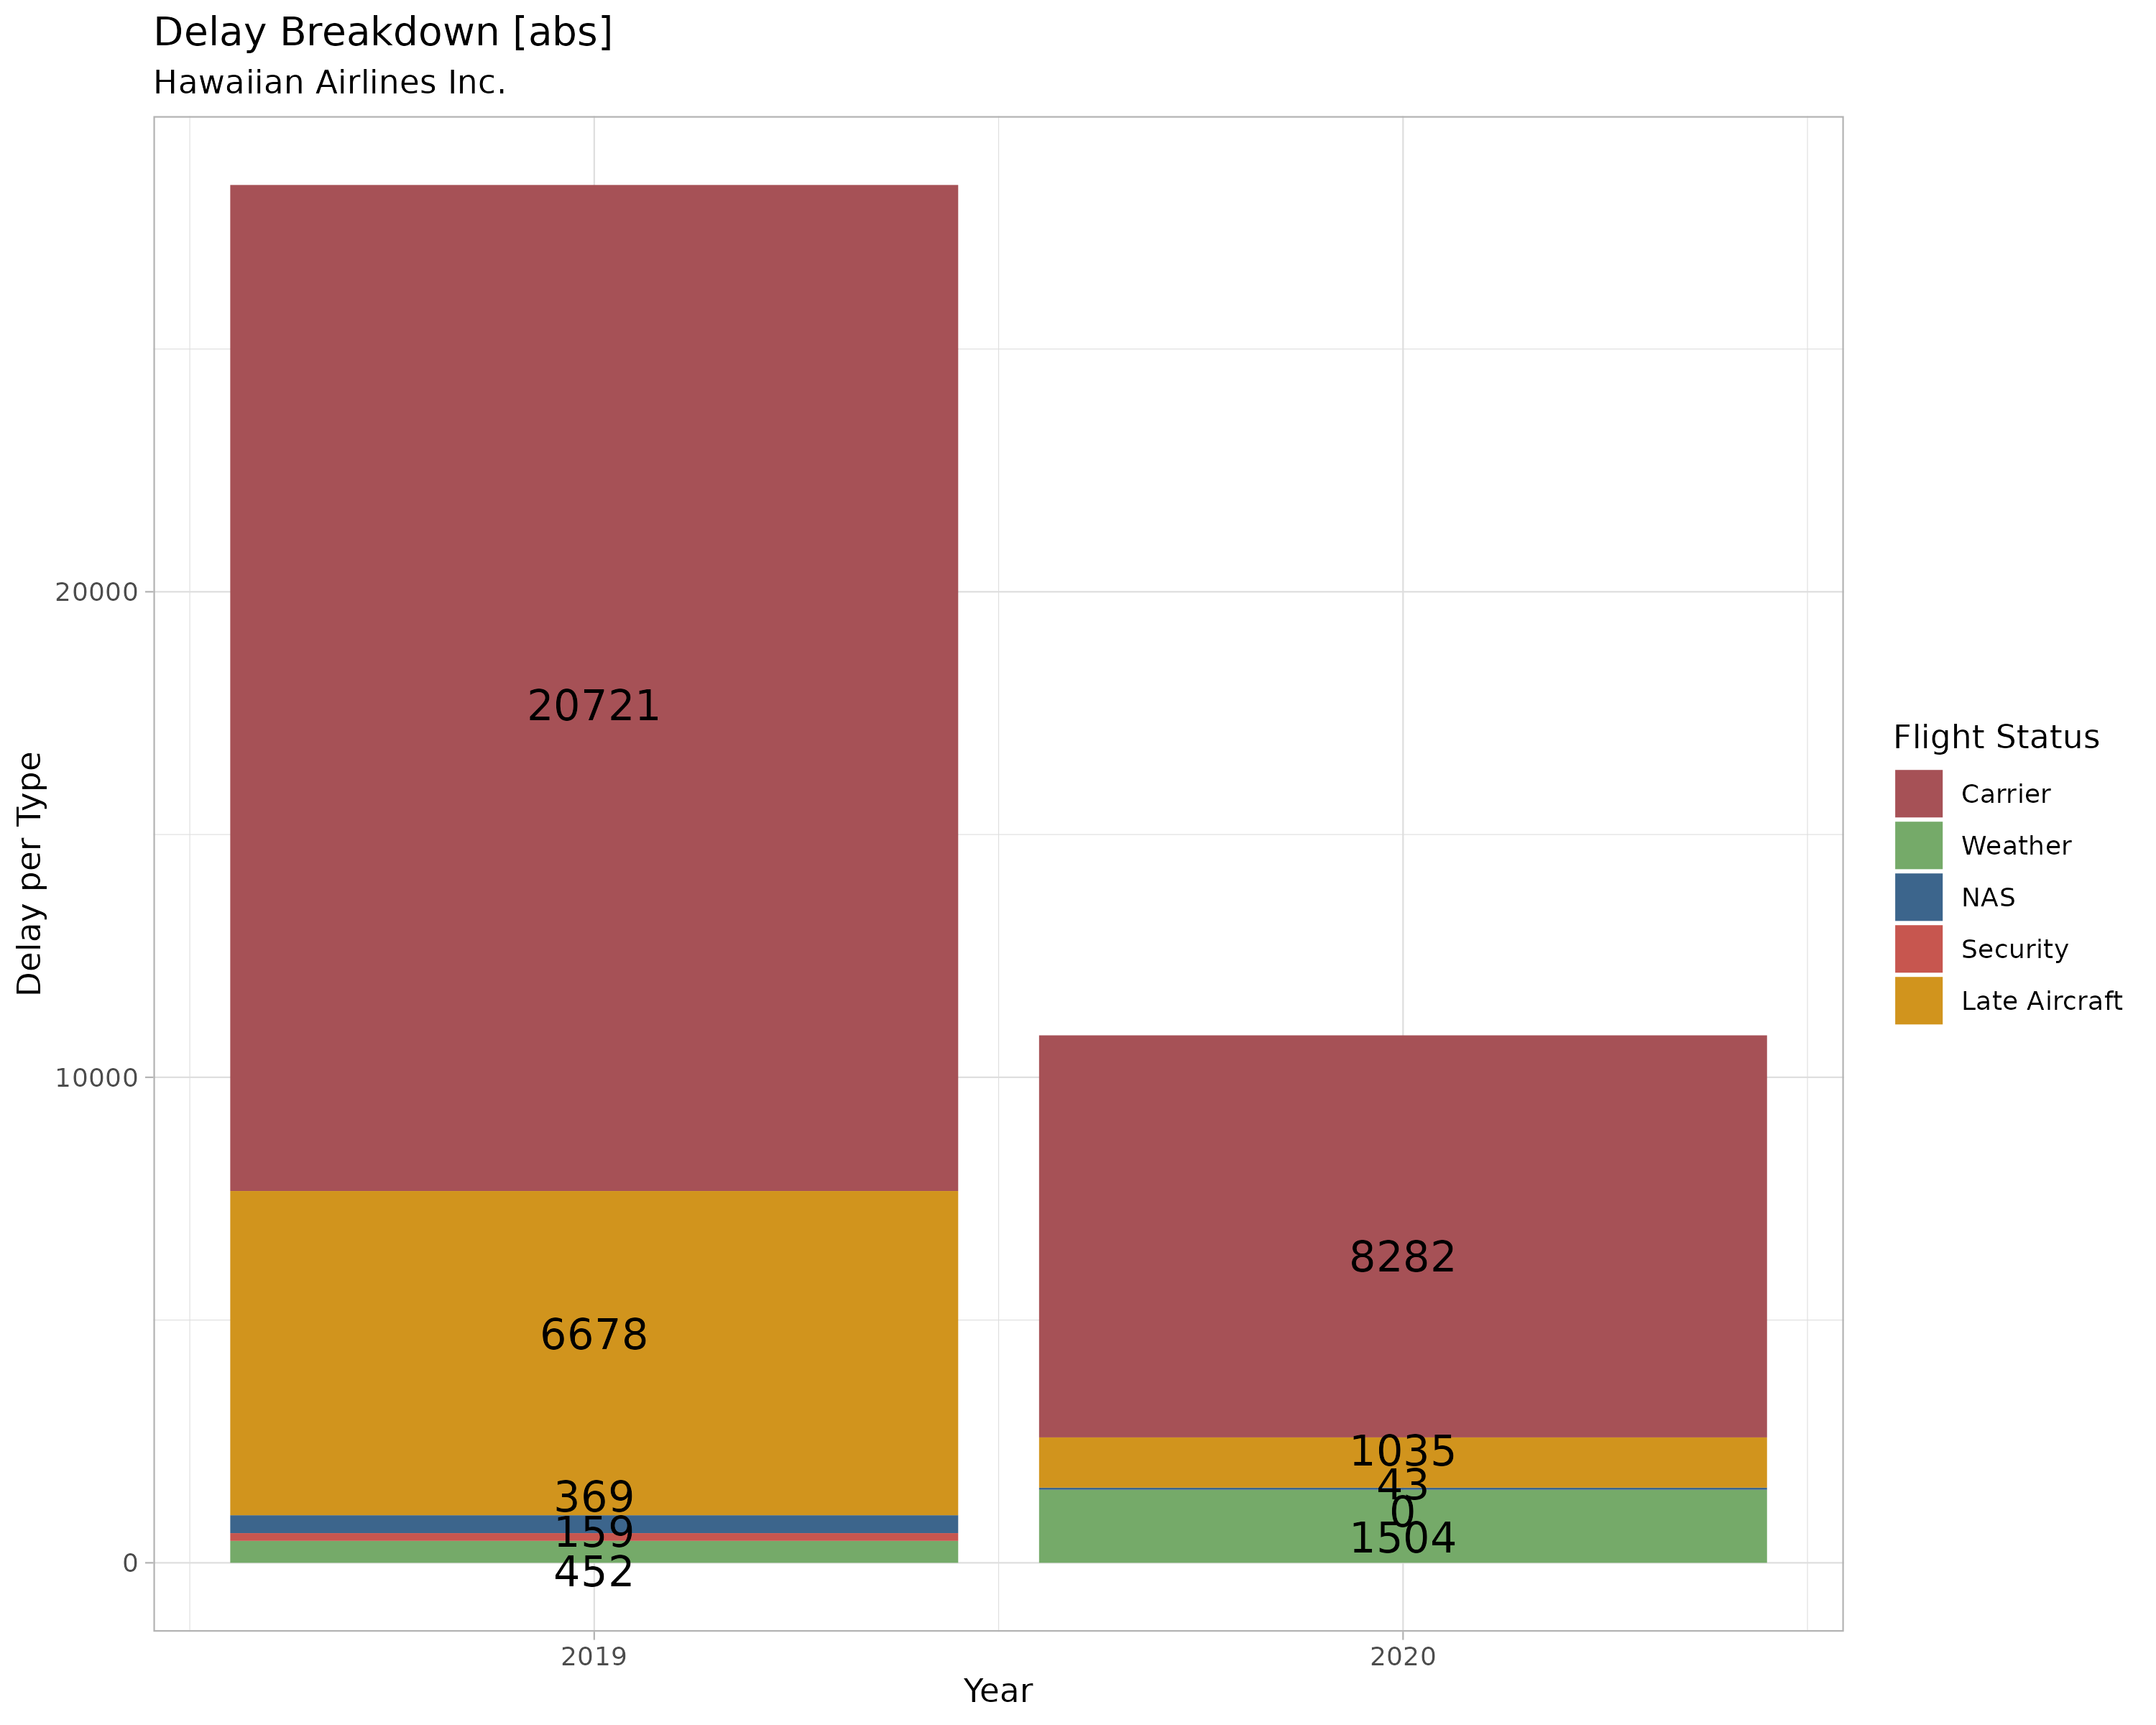 Delay Breakdown [abs]
Hawaiian Airlines Inc.
Delay per Type
20000
10000
0
20721
6678
369
159
452
8282
1035
43
0
1504
2019
2020
Year
Flight Status
Carrier
Weather
NAS
Security
Late Aircraft